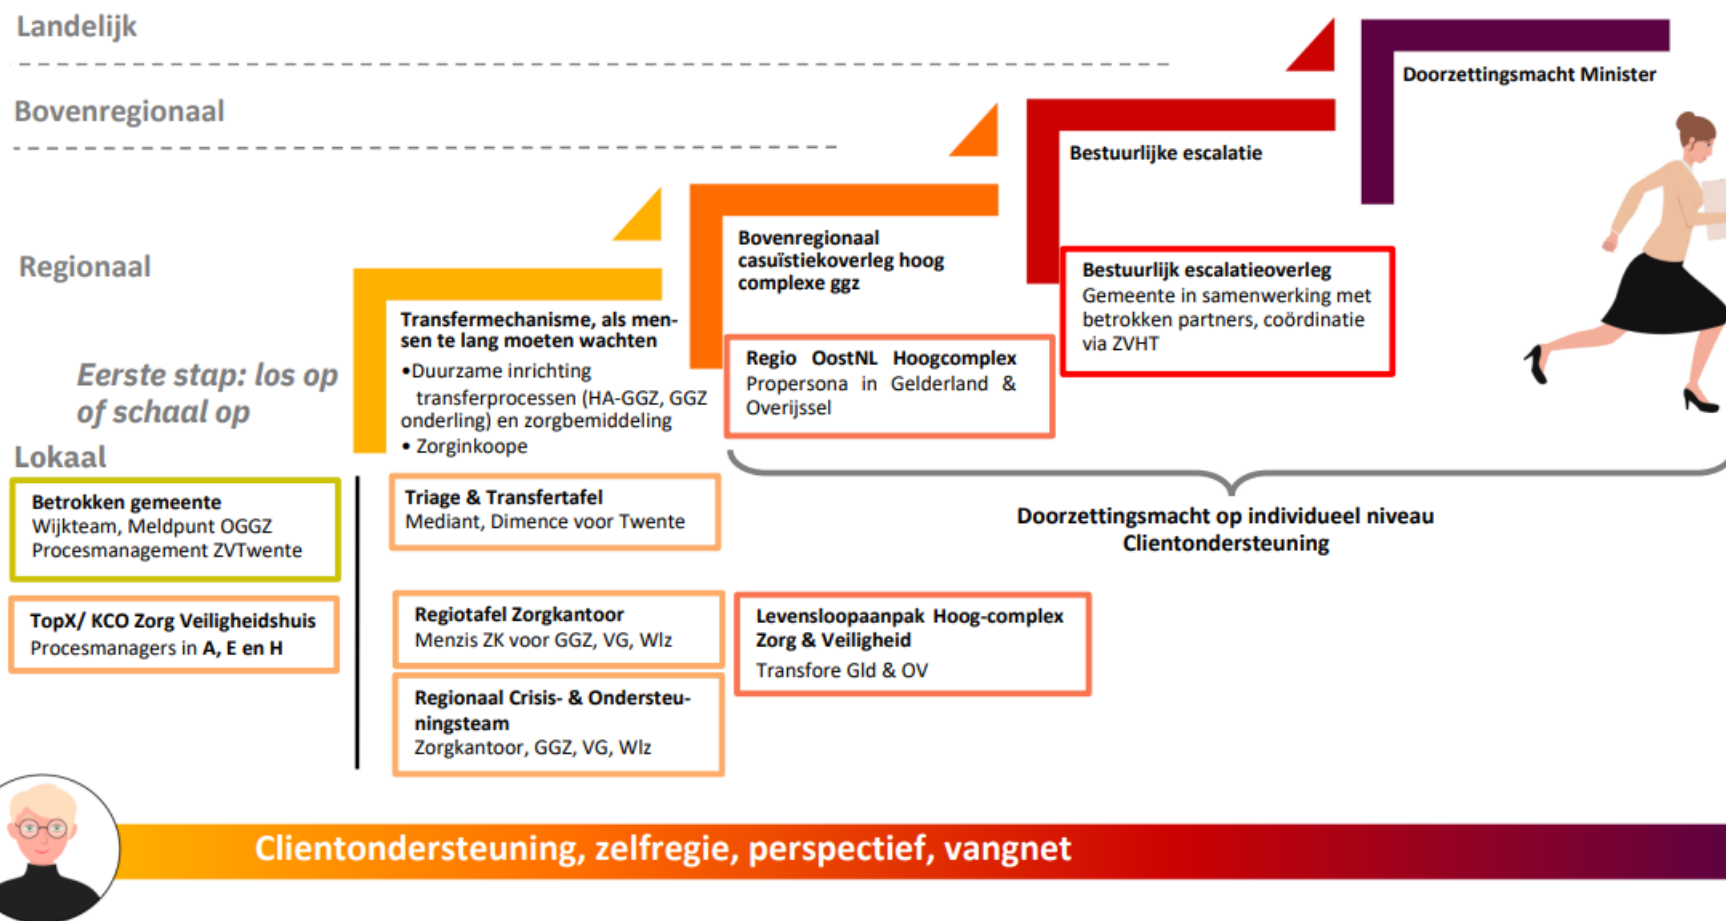 Landelijk
Doorzettingsmacht Minister
Bovenregionaal
Bestuurlijke escalatie
Bovenregionaal
casuïstiekoverleg hoog
complexe ggz
Regionaal
Bestuurlijk escalatieoverleg
Gemeente in samenwerking met
betrokken partners, coördinatie
via ZVHT
Transfermechanisme, als men-
sen te lang moeten wachten
•Duurzame inrichting
transferprocessen (HA-GGZ, GGZ
onderling) en zorgbemiddeling
• Zorginkoope
Regio OostNL Hoogcomplex
Propersona in Gelderland &
Overijssel
Eerste stap: los op
of schaal op
Lokaal
Betrokken gemeente
Wijkteam, Meldpunt OGGZ
Procesmanagement ZVTwente
Triage & Transfertafel
Mediant, Dimence voor Twente
Doorzettingsmacht op individueel niveau
Clientondersteuning
TopX/ KCO Zorg Veiligheidshuis
Procesmanagers in A, E en H
Regiotafel Zorgkantoor
Menzis ZK voor GGZ, VG, Wlz
Levensloopaanpak Hoog-complex
Zorg & Veiligheid
Transfore Gld & OV
Regionaal Crisis- & Ondersteu-
ningsteam
Zorgkantoor, GGZ, VG, Wlz
Clientondersteuning, zelfregie, perspectief, vangnet